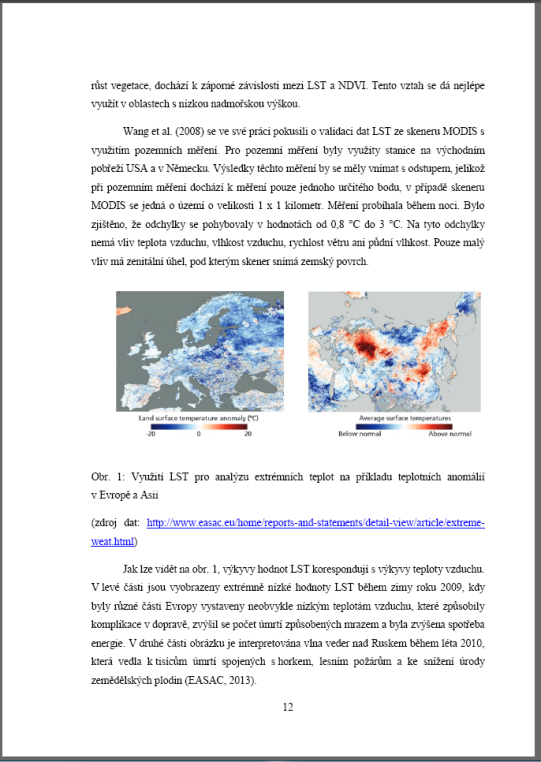 růst vegetace, dochází k záporné závislosti mezi LST a NDVI. Tento vztah se dá nejlépe
využít v oblastech s nízkou nadmořskou výškou.
Wang et al. (2008) se ve své práci pokusili o validaci dat LST ze skeneru MODIS s
využitím pozemních měření. Pro pozemní měření byly využity stanice na východním
pobřeží USA a v Německu. Výsledky těchto měření by se měly vnímat s odstupem, jelikož
při pozemním měření dochází k měření pouze jednoho určitého bodu, v případě skeneru
MODIS se jedná o území o velikosti 1 x 1 kilometr. Měření probíhala během noci. Bylo
zjištěno, že odchylky se pohybovaly v hodnotách od 0,8 °C do 3 °C. Na tyto odchylky
nemá vliv teplota vzduchu, vlhkost vzduchu, rychlost větru ani půdní vlhkost. Pouze malý
vliv má zenitální úhel, pod kterým skener snímá zemský povrch.
Land surface temperature anomaly (°C)
-20 0 20
Average surface temperatures
Below normal Above normal
Obr. 1: Využití LST pro analýzu extrémních teplot na příkladu teplotních anomálií
v Evropě a Asii
(zdroj dat: http://www.easac.eu/home/reports-and-statements/detail-view/article/extreme-
weat.html)
Jak lze vidět na obr. 1, výkyvy hodnot LST korespondují s výkyvy teploty vzduchu.
V levé části jsou vyobrazeny extrémně nízké hodnoty LST během zimy roku 2009, kdy
byly různé části Evropy vystaveny neobvykle nízkým teplotám vzduchu, které způsobily
komplikace v dopravě, zvýšil se počet úmrtí způsobených mrazem a byla zvýšena spotřeba
energie. V druhé části obrázku je interpretována vlna veder nad Ruskem během léta 2010,
která vedla k tisícům úmrtí spojených s horkem, lesním požárům a ke snížení úrody
zemědělských plodin (EASAC, 2013).
12